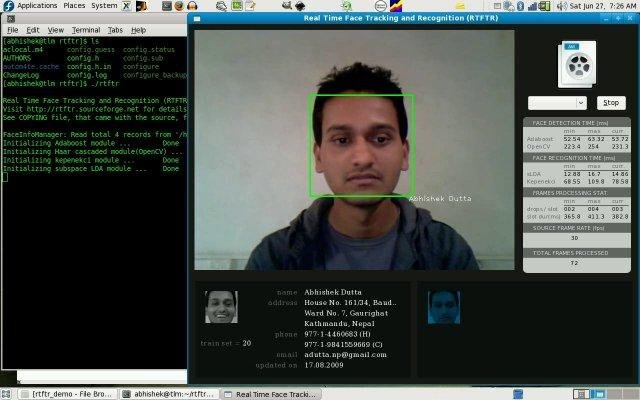 Applications Places System
Sat Jun 27, 7:26 AM
abhishek@tlm
File Edit View Terminal Tabs Help
[abhishek@tlm rtftr]$ ls
aclocal.m4 config.guess config.status
AUTHORS config.h config.sub
autom4te.cache config.h.in configure
ChangeLog config.log configure_backup
[abhishek@tlm rtftr]$ ./rtftr
Real Time Face Tracking and Recognition (RTFTR
Visit http://rtftr.sourceforge.net for details
See COPYING file, that came with the source, f
FaceInfoManager: Read total 4 records from '/h
Initializing Adaboost module ... Done
Initializing Haar cascaded module(OpenCV) ...
Initializing kepenekci module ... Done
Initializing subspace LDA module ... Done
Real Time Face Tracking and Recognition (RTFTR)
Abhishek Dutta
Stop
FACE DETECTION TIME (ms)
min max curr
Adaboost 52.54 63.32 53.72
OpenCV 223.4 254 231.3
FACE RECOGNITION TIME (ms)
min max curr
sLDA 12.88 16.7 14.86
Kepenekci 68.55 109.8 78.58
FRAMES PROCESSING STAT.
min max curr
drops / slot 002 004 003
slot dur(ms) 365.8 411.3 382.8
SOURCE FRAME RATE (fps)
30
TOTAL FRAMES PROCESSED
72
name Abhishek Dutta
address House No. 161/34, Baud..
Ward No. 7, Gaurighat
Kathmandu, Nepal
phone 977-1-4460683 (H)
977-1-9841559669 (C)
email adutta.np@gmail.com
updated on 17.08.2009
train set = 20
[rtftr_demo - File Bro...
abhishek@tlm:~/rtftr...
Real Time Face Tracki...